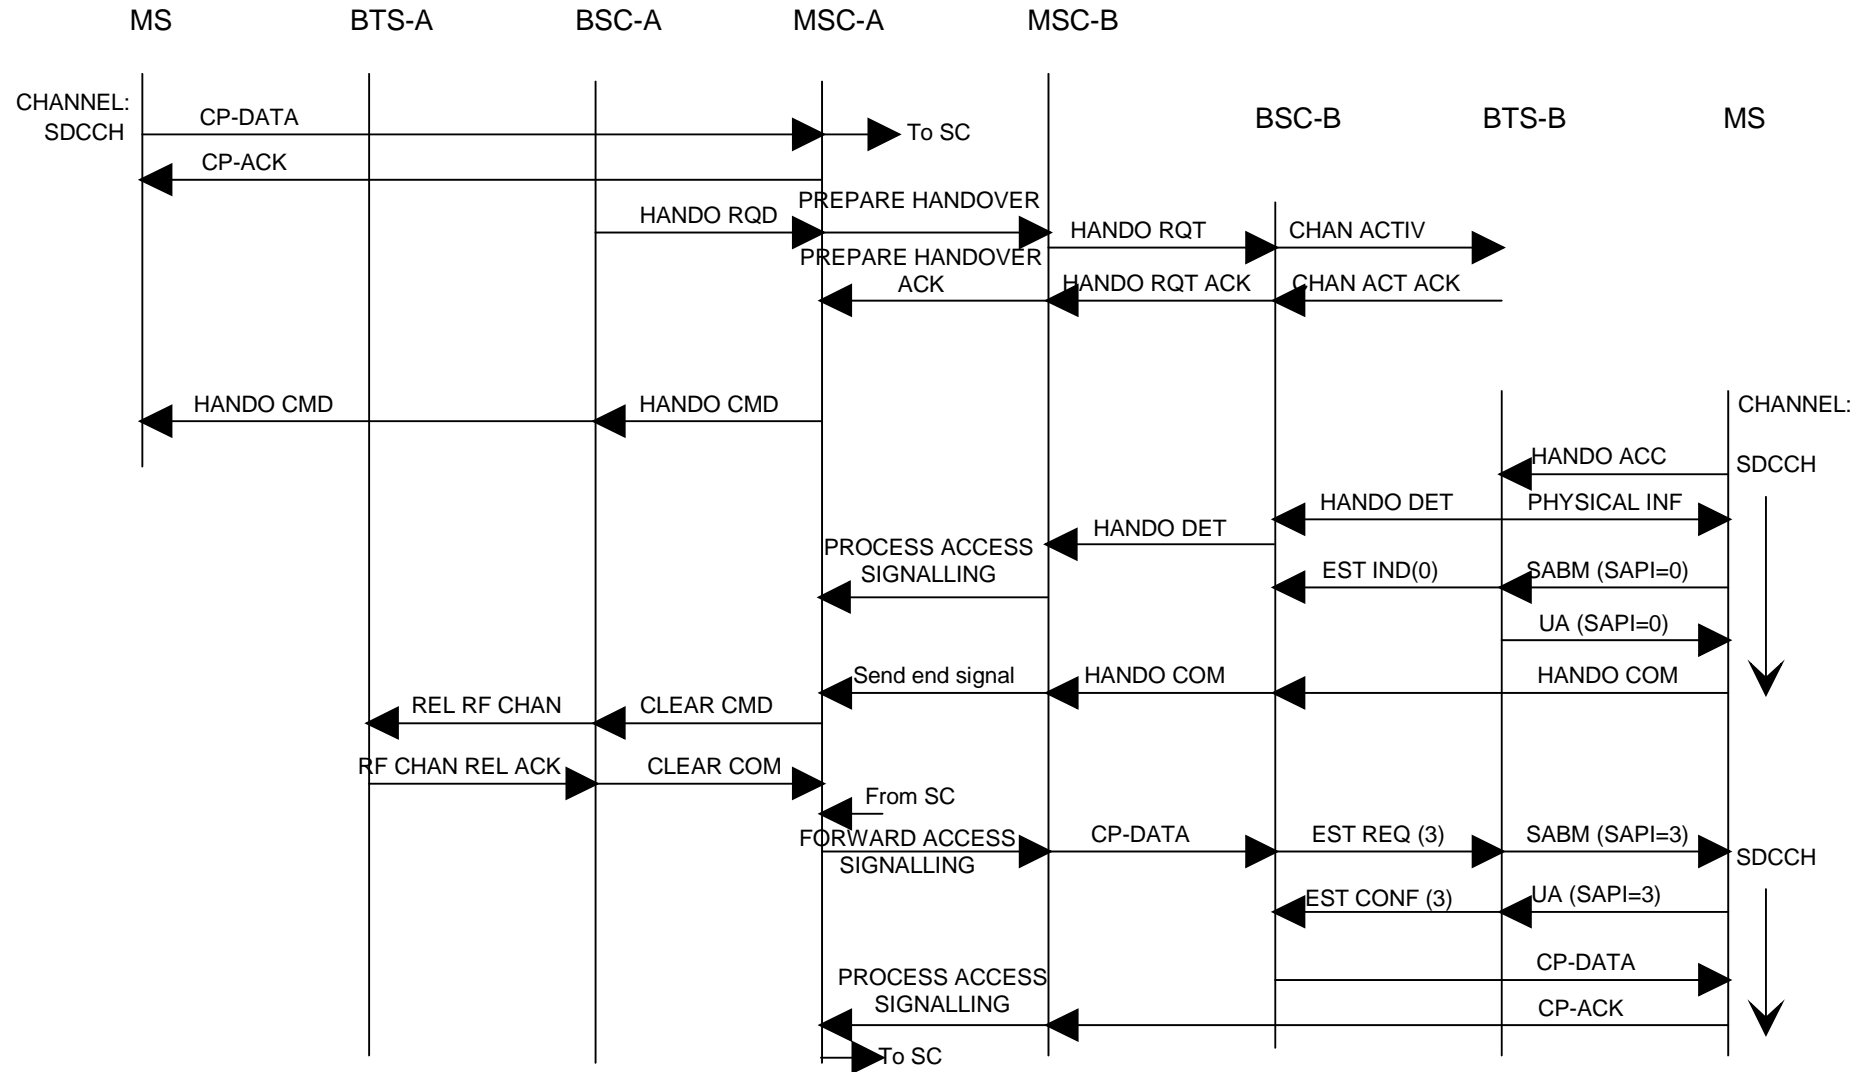 MS BTS-A BSC-A MSC-A MSC-B
CHANNEL:
SDCCH
CP-DATA
To SC
BSC-B BTS-B MS
CP-ACK
HANDO RQD
PREPARE HANDOVER
HANDO RQT
CHAN ACTIV
PREPARE HANDOVER
ACK
HANDO RQT ACK
CHAN ACT ACK
HANDO CMD
HANDO CMD
CHANNEL:
SDCCH
HANDO ACC
HANDO DET
PHYSICAL INF
HANDO DET
PROCESS ACCESS
SIGNALLING
EST IND(0)
SABM (SAPI=0)
UA (SAPI=0)
Send end signal
HANDO COM
HANDO COM
REL RF CHAN
CLEAR CMD
RF CHAN REL ACK
CLEAR COM
From SC
FORWARD ACCESS
SIGNALLING
CP-DATA
EST REQ (3)
SABM (SAPI=3)
SDCCH
EST CONF (3)
UA (SAPI=3)
CP-DATA
PROCESS ACCESS
SIGNALLING
CP-ACK
To SC